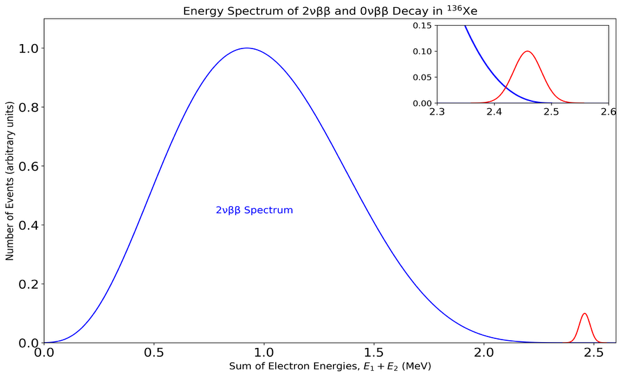 Energy Spectrum of 2νββ and 0νββ Decay in ¹³⁶Xe
Number of Events (arbitrary units)
1.0
0.8
0.6
0.4
0.2
0.0
0.15
0.10
0.05
0.00
2.3 2.4 2.5 2.6
2νββ Spectrum
0.0 0.5 1.0 1.5 2.0 2.5
Sum of Electron Energies, E₁ + E₂ (MeV)